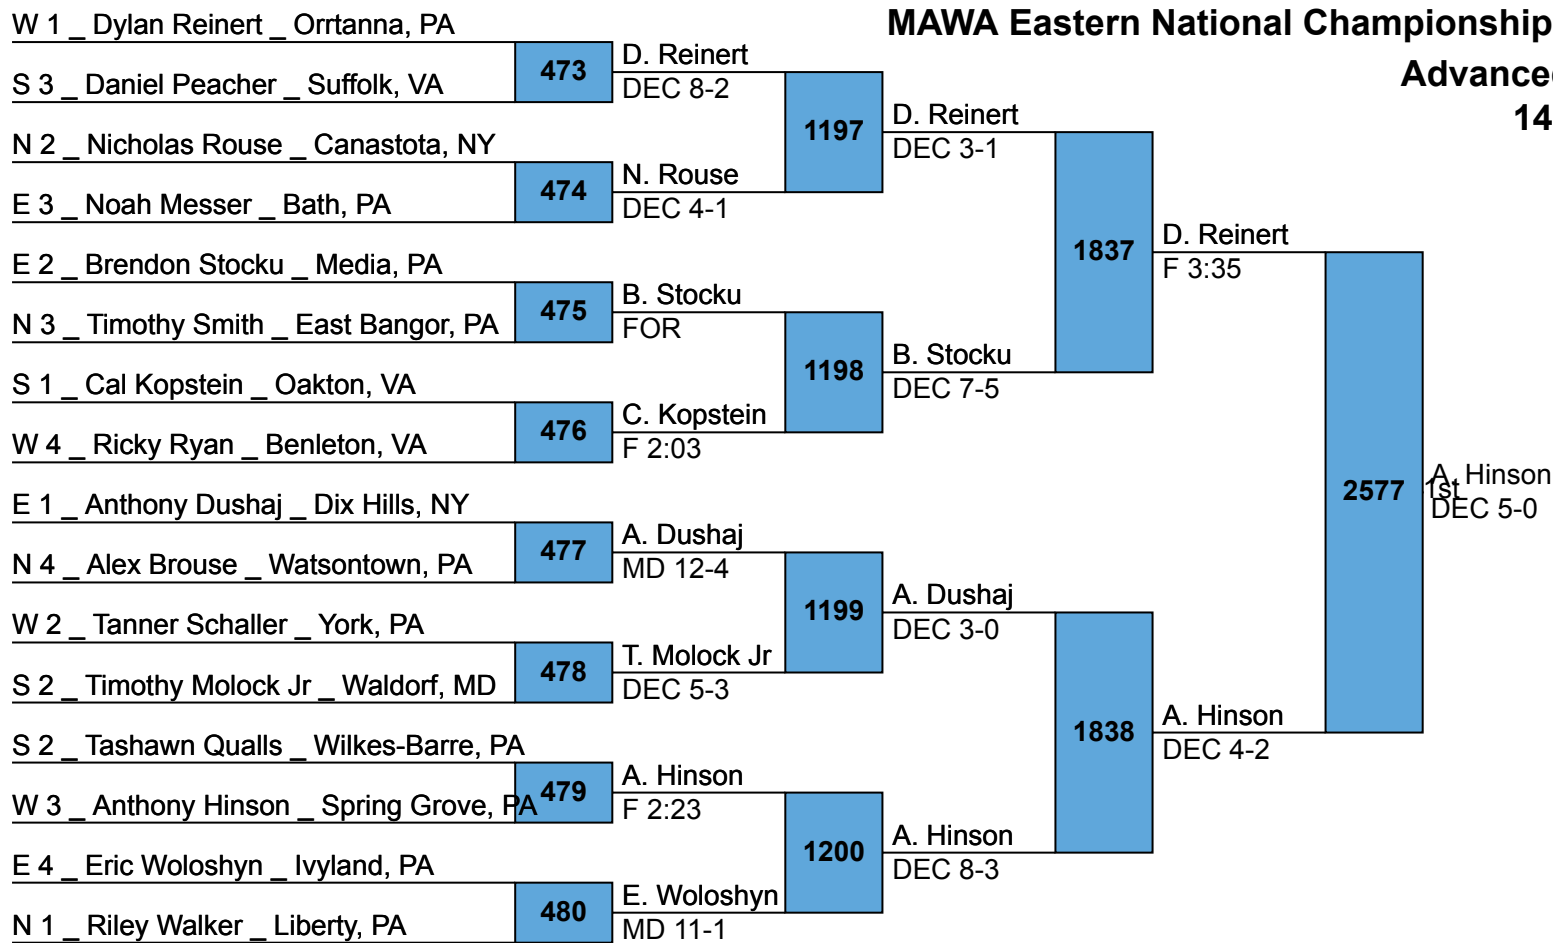 MAWA Eastern National Championship
Advance
14
W 1 _ Dylan Reinert _ Orrtanna, PA
473
S 3 _ Daniel Peacher _ Suffolk, VA
D. Reinert
DEC 8-2
1197
N 2 _ Nicholas Rouse _ Canastota, NY
474
E 3 _ Noah Messer _ Bath, PA
N. Rouse
DEC 4-1
D. Reinert
DEC 3-1
1837
E 2 _ Brendon Stocku _ Media, PA
475
N 3 _ Timothy Smith _ East Bangor, PA
B. Stocku
FOR
1198
S 1 _ Cal Kopstein _ Oakton, VA
476
W 4 _ Ricky Ryan _ Benleton, VA
C. Kopstein
F 2:03
B. Stocku
DEC 7-5
D. Reinert
F 3:35
2577
E 1 _ Anthony Dushaj _ Dix Hills, NY
477
N 4 _ Alex Brouse _ Watsontown, PA
A. Dushaj
MD 12-4
1199
W 2 _ Tanner Schaller _ York, PA
478
S 2 _ Timothy Molock Jr _ Waldorf, MD
T. Molock Jr
DEC 5-3
A. Dushaj
DEC 3-0
1838
S 2 _ Tashawn Qualls _ Wilkes-Barre, PA
479
W 3 _ Anthony Hinson _ Spring Grove, PA
A. Hinson
F 2:23
1200
E 4 _ Eric Woloshyn _ Ivyland, PA
480
N 1 _ Riley Walker _ Liberty, PA
E. Woloshyn
MD 11-1
A. Hinson
DEC 8-3
A. Hinson
DEC 4-2
A. Hinson
1st
DEC 5-0